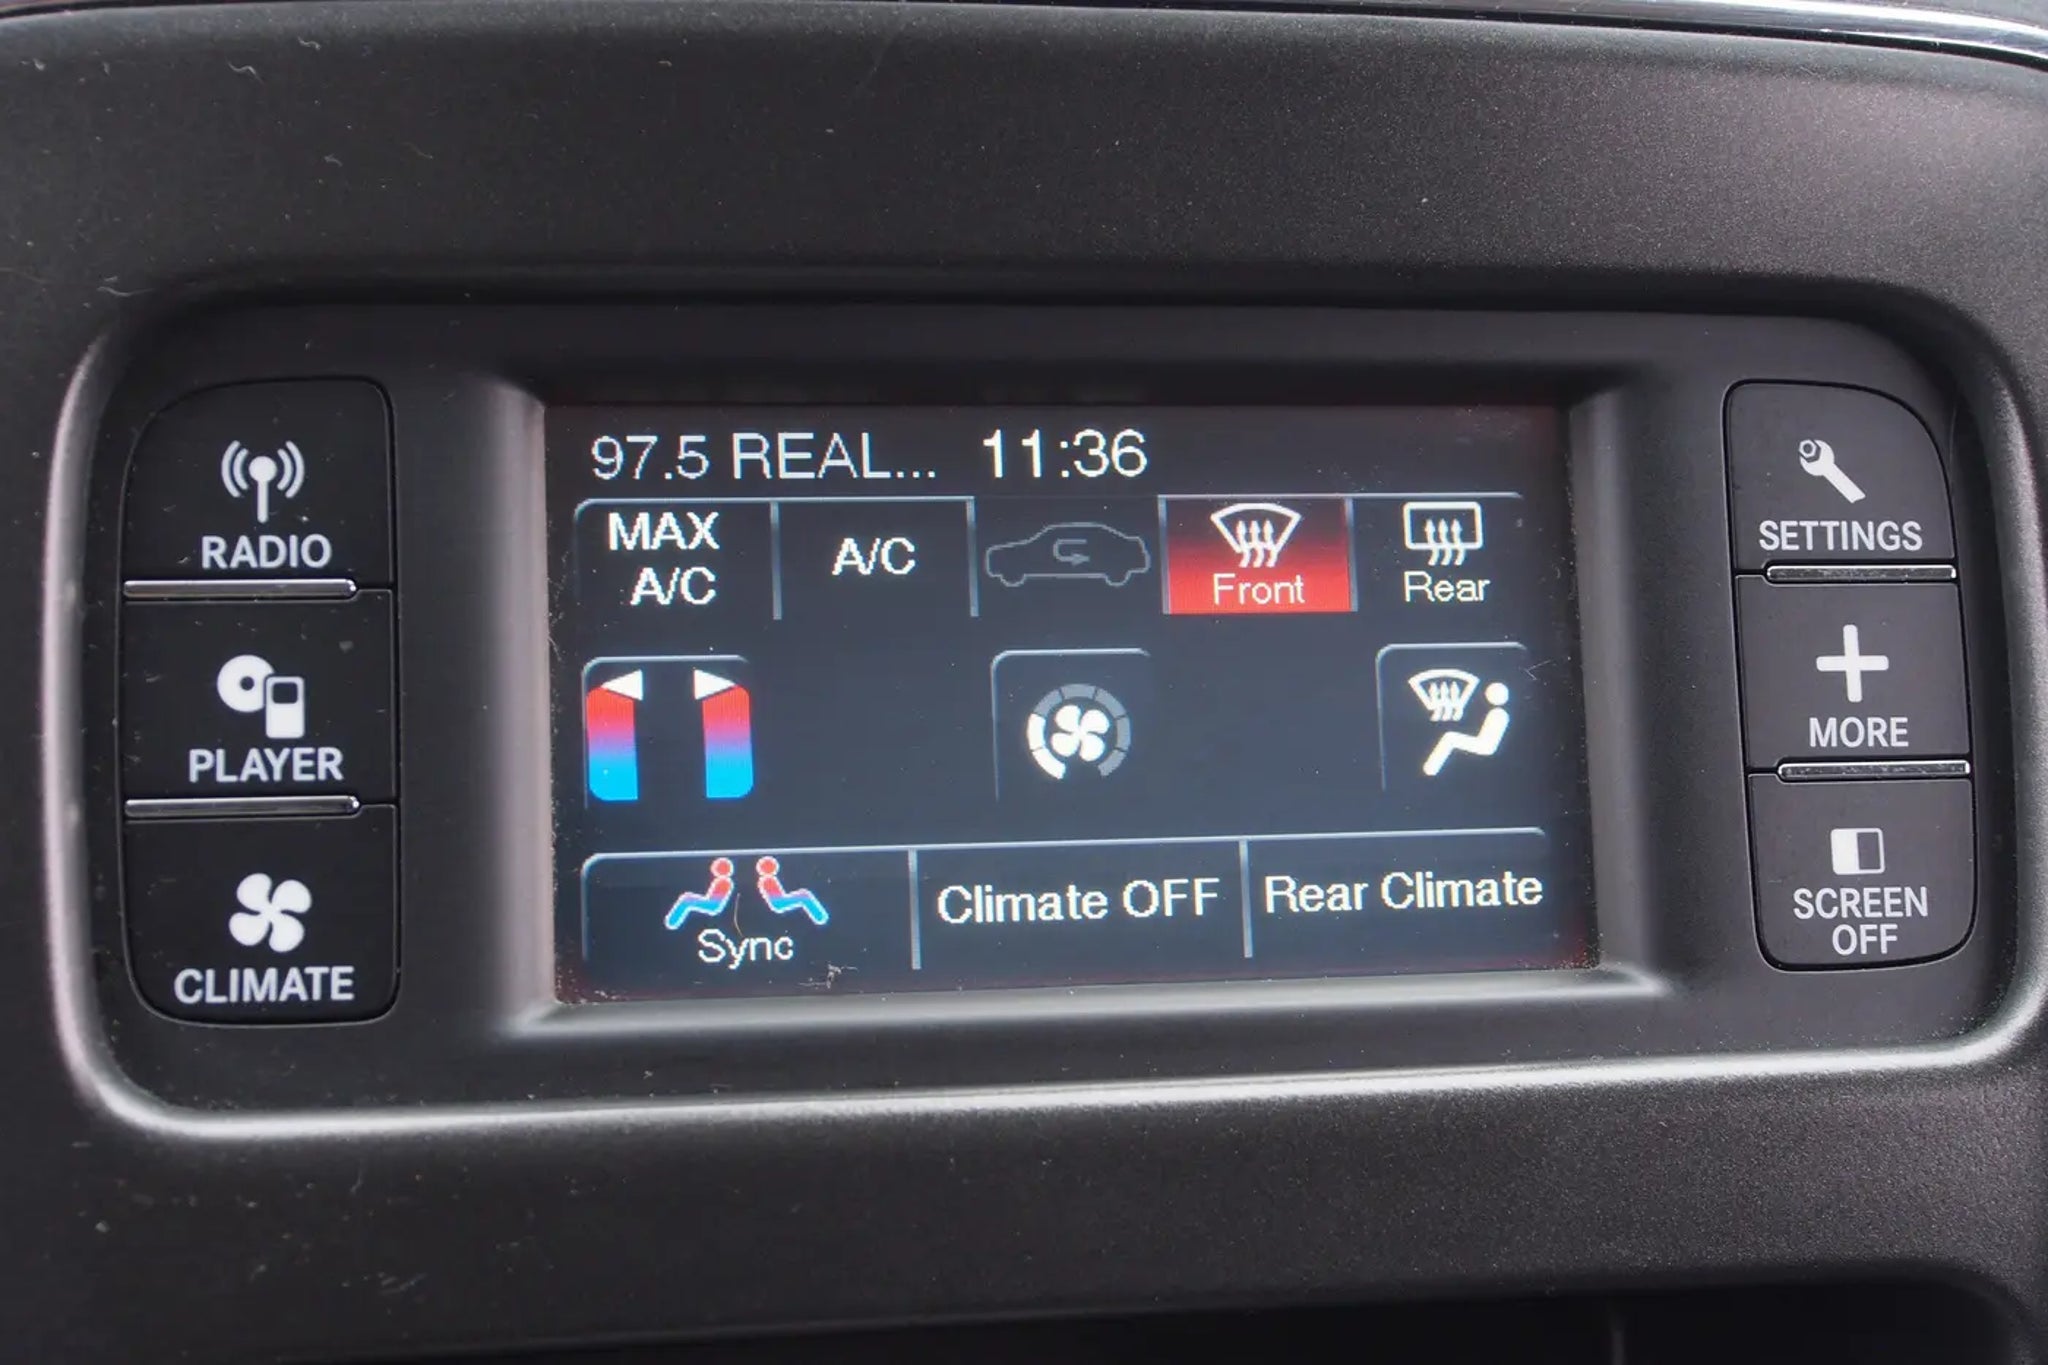 97.5 REAL... 11:36
MAX
A/C
A/C
Front
Rear
Sync
Climate OFF
Rear Climate
RADIO
PLAYER
CLIMATE
SETTINGS
MORE
SCREEN
OFF